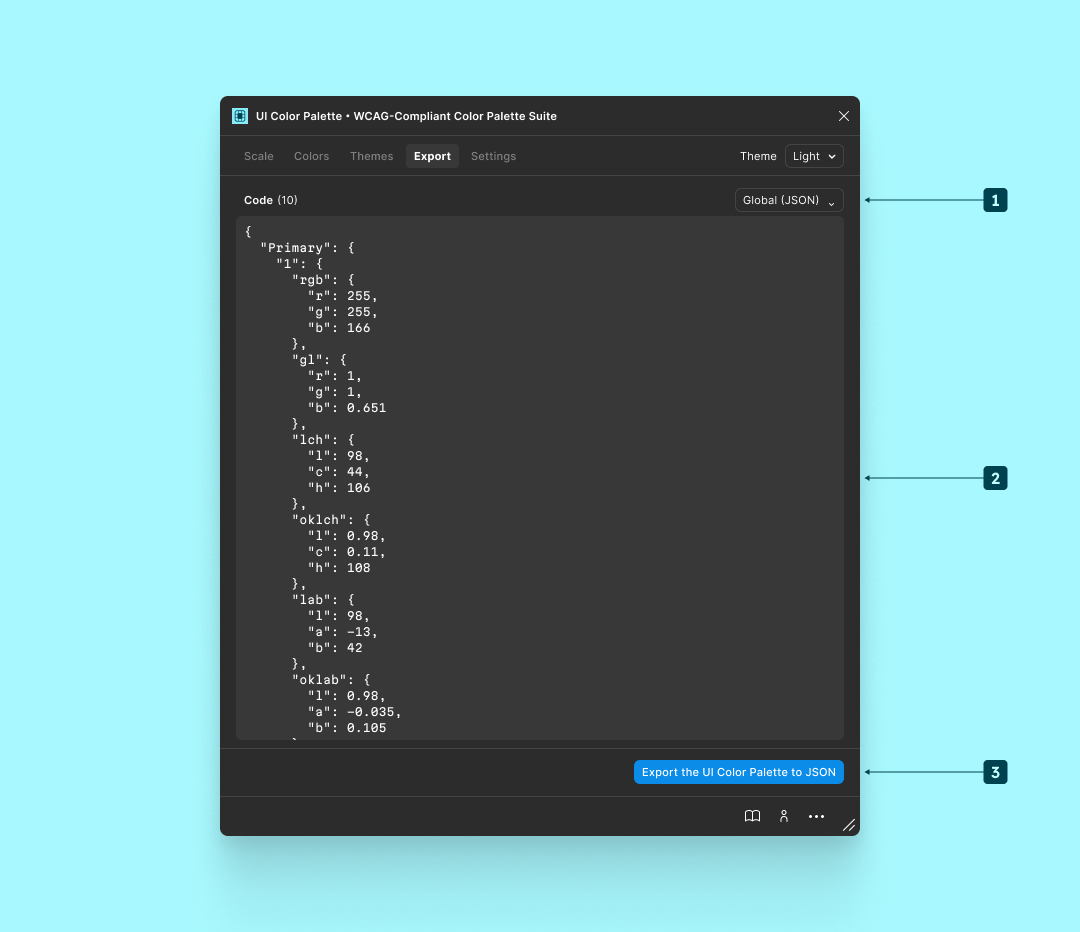 UI Color Palette • WCAG-Compliant Color Palette Suite
Scale Colors Themes Export Settings Theme Light
Code (10) Global (JSON) 1
{
  "Primary": {
    "1": {
      "rgb": {
        "r": 255,
        "g": 255,
        "b": 166
      },
      "gl": {
        "r": 1,
        "g": 1,
        "b": 0.651
      },
      "lch": {
        "l": 98,
        "c": 44,
        "h": 106
      },
      "oklch": {
        "l": 0.98,
        "c": 0.11,
        "h": 108
      },
      "lab": {
        "l": 98,
        "a": -13,
        "b": 42
      },
      "oklab": {
        "l": 0.98,
        "a": -0.035,
        "b": 0.105
2
Export the UI Color Palette to JSON 3